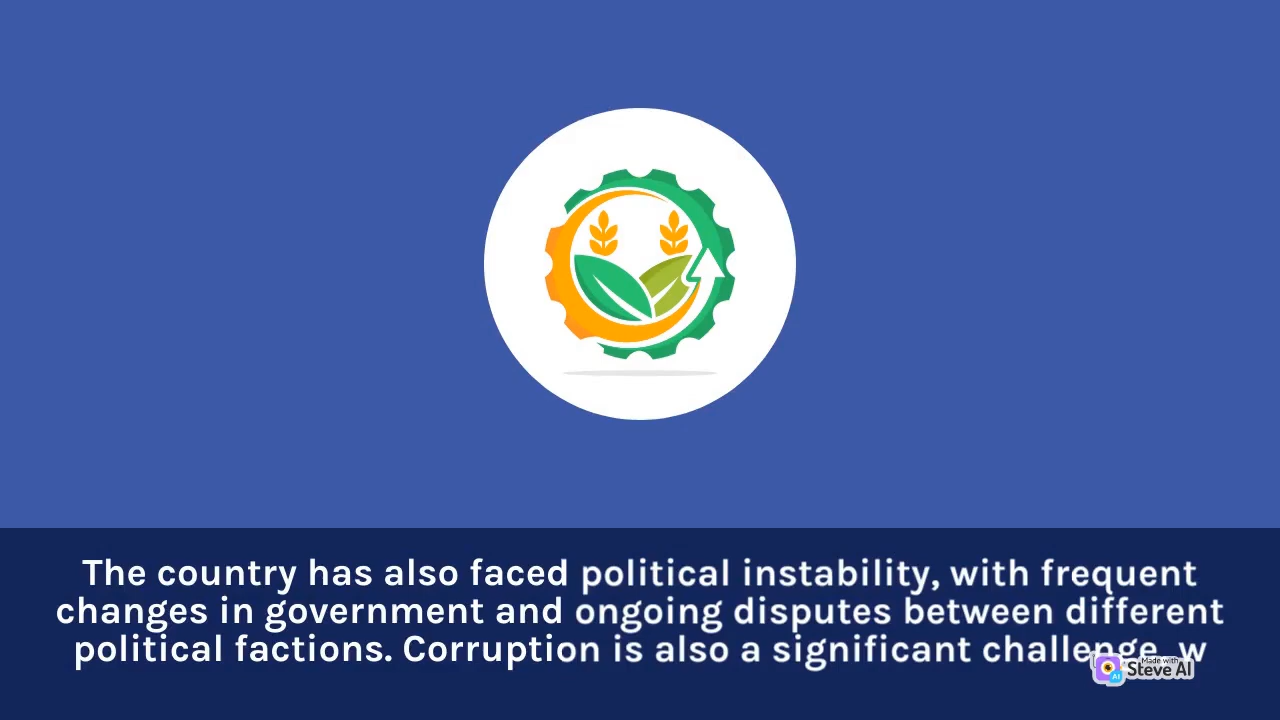 The country has also faced political instability, with frequent
changes in government and ongoing disputes between different
political factions. Corruption is also a significant challenge, w
Made with
Steve AI
AI